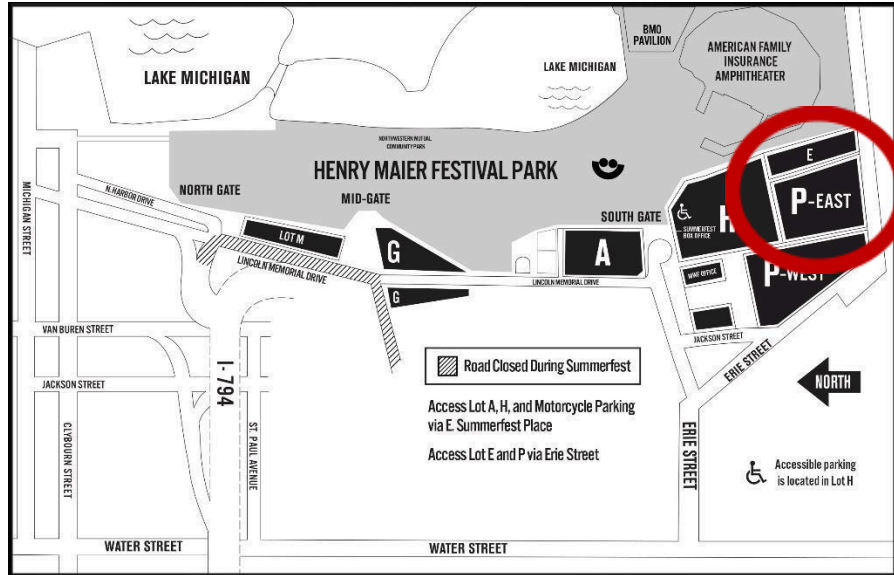 BMO
PAVILION
AMERICAN FAMILY
INSURANCE
AMPHITHEATER
LAKE MICHIGAN
LAKE MICHIGAN
NORTHWESTERN MUTUAL
COMMUNITY PARK
HENRY MAIER FESTIVAL PARK
E
P-EAST
MICHIGAN STREET
N. HARBOR DRIVE
NORTH GATE
MID-GATE
SOUTH GATE
SUMMERFEST
BOX OFFICE
H
LOT M
G
A
LINCOLN MEMORIAL DRIVE
LINCOLN MEMORIAL DRIVE
G
P-WEST
VAN BUREN STREET
JACKSON STREET
JACKSON STREET
ERIE STREET
I-794
Road Closed During Summerfest
NORTH
Access Lot A, H, and Motorcycle Parking
via E. Summerfest Place
Access Lot E and P via Erie Street
CLYBOURN STREET
ST. PAUL AVENUE
ERIE STREET
Accessible parking
is located in Lot H
WATER STREET
WATER STREET